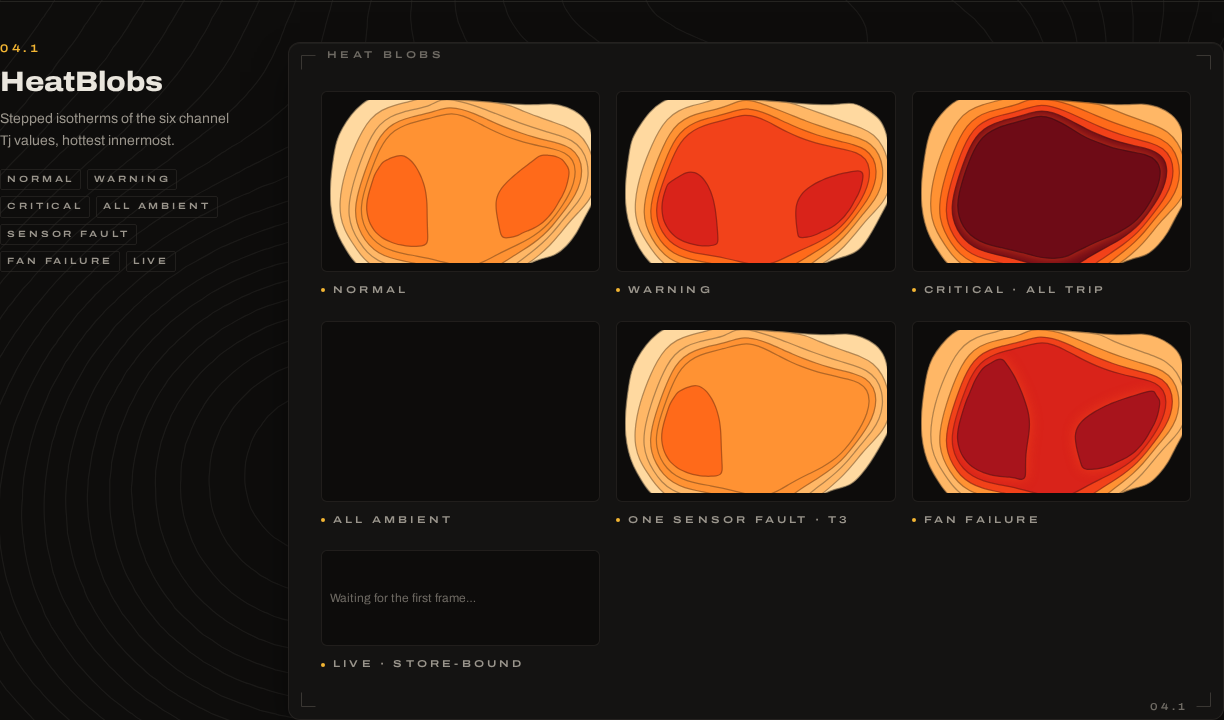 04.1
HeatBlobs
Stepped isotherms of the six channel
Tj values, hottest innermost.
NORMAL WARNING
CRITICAL ALL AMBIENT
SENSOR FAULT
FAN FAILURE LIVE
HEAT BLOBS
NORMAL
WARNING
CRITICAL · ALL TRIP
ALL AMBIENT
ONE SENSOR FAULT · T3
FAN FAILURE
Waiting for the first frame...
LIVE · STORE-BOUND
04.1